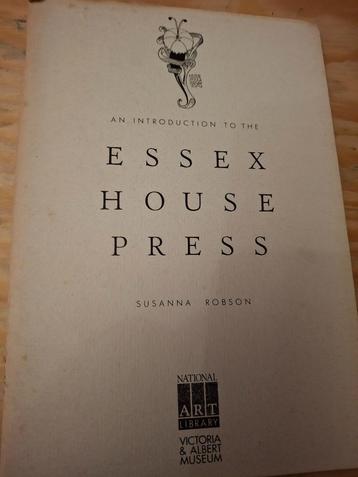 AN INTRODUCTION TO THE
ESSEX
HOUSE
PRESS
SUSANNA ROBSON
NATIONAL
ART
LIBRARY
VICTORIA
& ALBERT
MUSEUM